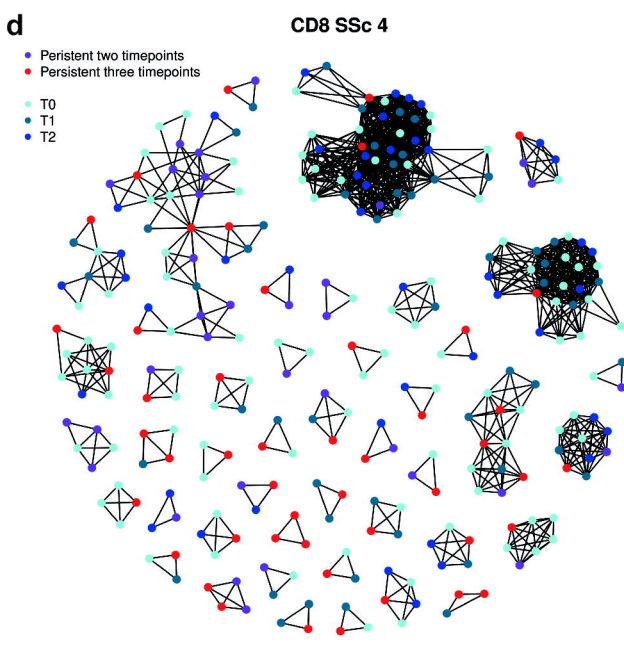 d
CD8 SSc 4
Peristent two timepoints
Persistent three timepoints
T0
T1
T2